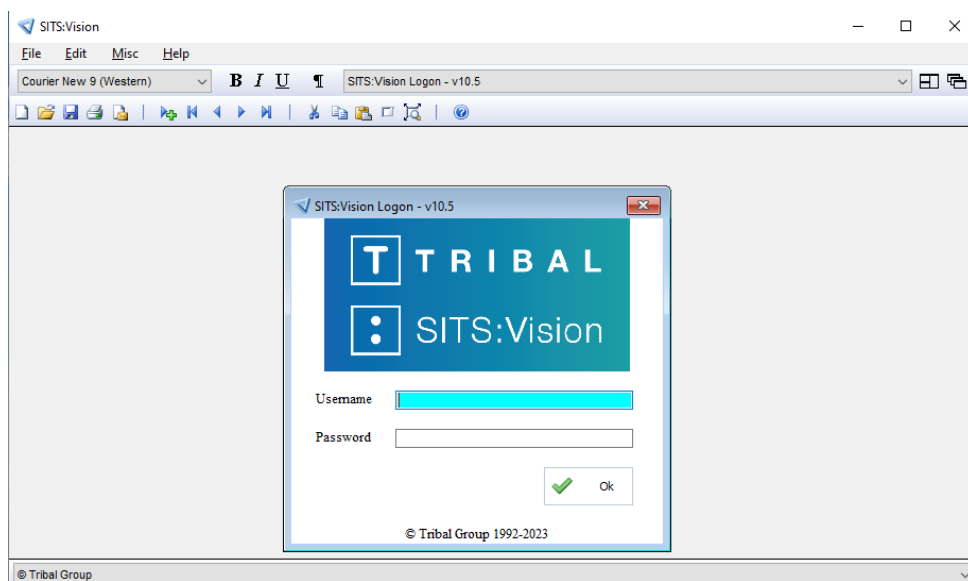 SITS:Vision
File Edit Misc Help
Courier New 9 (Western) B I U ¶ SITS:Vision Logon - v10.5
SITS:Vision Logon - v10.5
T TRIBAL
SITS:Vision
Username
Password
Ok
© Tribal Group 1992-2023
© Tribal Group